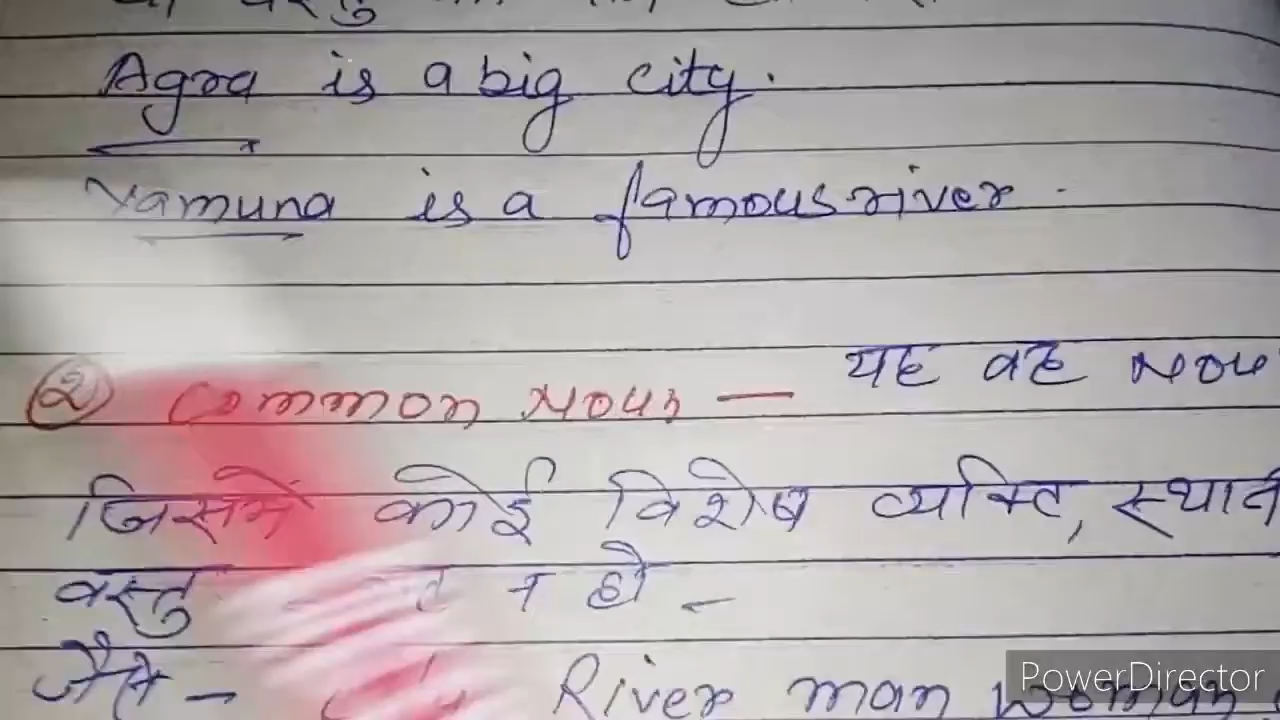 Agra is a big city.
Yamuna is a famous river.
② Common Noun — यह वह Nou
जिसमें कोई विशेष व्यक्ति, स्थान
वस्तु न हो –
जैसे – River man woman
PowerDirector